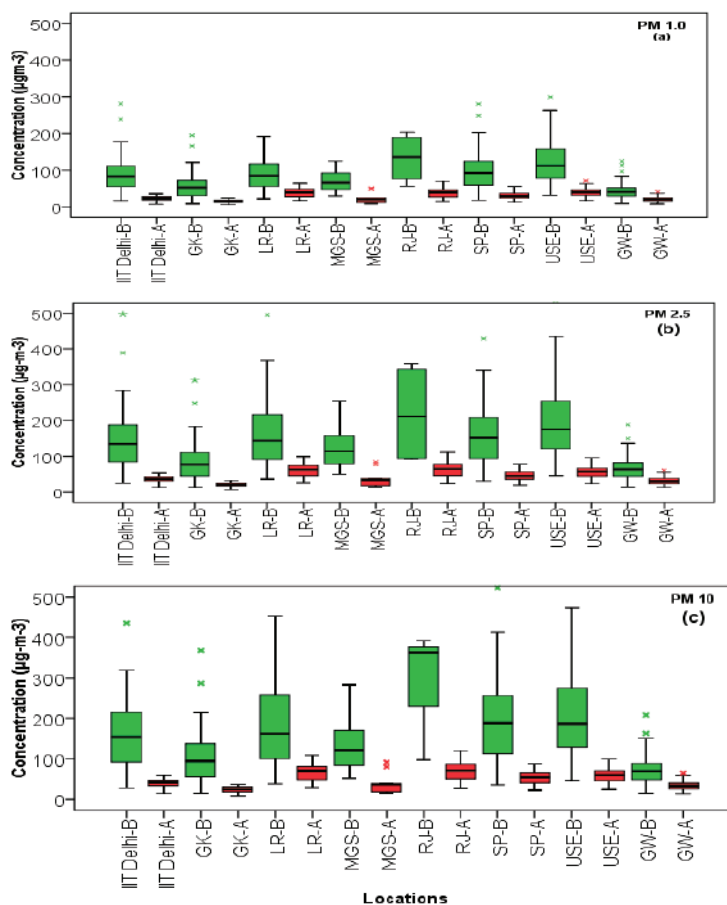 PM 1.0
(a)
Concentration (µgm-3)
500
400
300
200
100
0
IIT Delhi-B
IIT Delhi-A
GK-B
GK-A
LR-B
LR-A
MGS-B
MGS-A
RJ-B
RJ-A
SP-B
SP-A
USE-B
USE-A
GW-B
GW-A
PM 2.5
(b)
Concentration (µg-m-3)
500
400
300
200
100
0
IIT Delhi-B
IIT Delhi-A
GK-B
GK-A
LR-B
LR-A
MGS-B
MGS-A
RJ-B
RJ-A
SP-B
SP-A
USE-B
USE-A
GW-B
GW-A
PM 10
(c)
Concentration (µg-m-3)
500
400
300
200
100
0
IIT Delhi-B
IIT Delhi-A
GK-B
GK-A
LR-B
LR-A
MGS-B
MGS-A
RJ-B
RJ-A
SP-B
SP-A
USE-B
USE-A
GW-B
GW-A
Locations